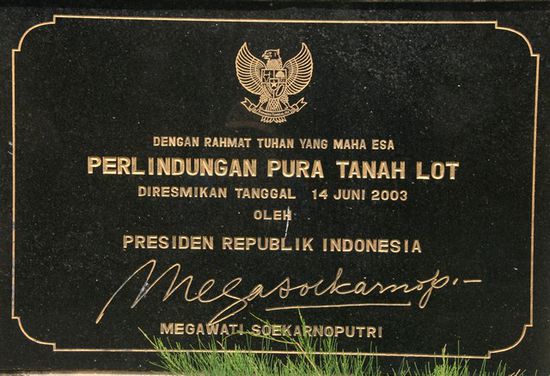 DENGAN RAHMAT TUHAN YANG MAHA ESA
PERLINDUNGAN PURA TANAH LOT
DIRESMIKAN TANGGAL 14 JUNI 2003
OLEH
PRESIDEN REPUBLIK INDONESIA
Megasoekarnop.-
MEGAWATI SOEKARNOPUTRI